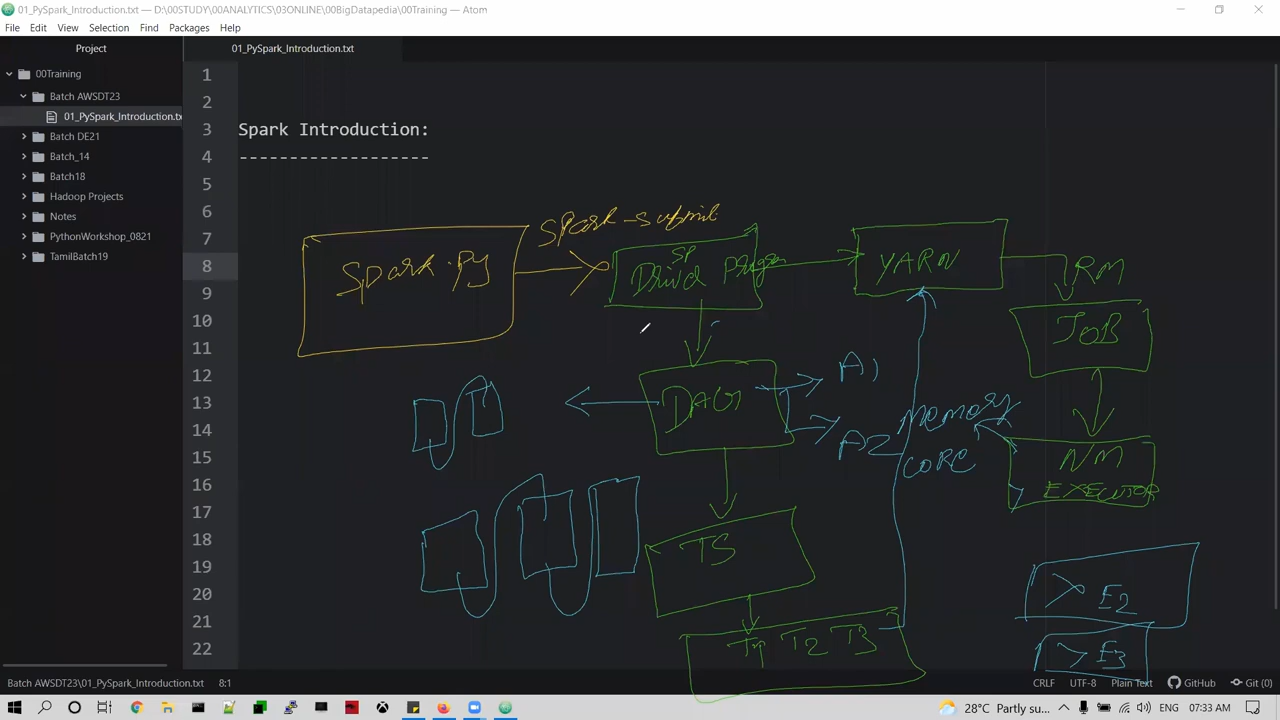 01_PySpark_Introduction.txt — D:\00STUDY\00ANALYTICS\03ONLINE\00BigDatapedia\00Training — Atom
File Edit View Selection Find Packages Help
Project
01_PySpark_Introduction.txt
00Training
Batch AWSDT23
01_PySpark_Introduction.tx
Batch DE21
Batch_14
Batch18
Hadoop Projects
Notes
PythonWorkshop_0821
TamilBatch19
1
2
3 Spark Introduction:
4 -------------------
5
6
7
8
9
10
11
12
13
14
15
16
17
18
19
20
21
22
Spark-submit
Spark.Py
SP
YARN
RM
JOB
DAG
A1
A2
memory
core
NM
EXECUTOR
TS
T1 T2 T3
E2
E3
Batch AWSDT23\01_PySpark_Introduction.txt 8:1
CRLF UTF-8 Plain Text GitHub Git (0)
28°C Partly su... ENG 07:33 AM